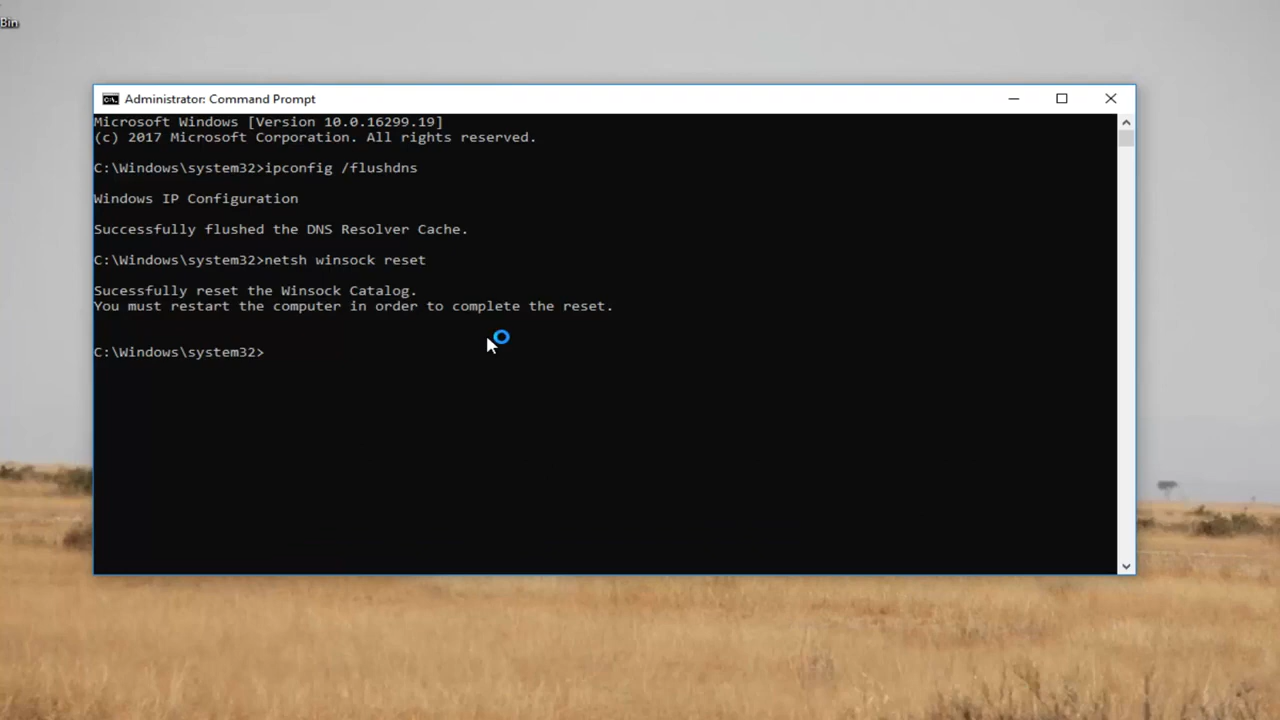 Bin
Administrator: Command Prompt
Microsoft Windows [Version 10.0.16299.19]
(c) 2017 Microsoft Corporation. All rights reserved.
C:\Windows\system32>ipconfig /flushdns
Windows IP Configuration
Successfully flushed the DNS Resolver Cache.
C:\Windows\system32>netsh winsock reset
Sucessfully reset the Winsock Catalog.
You must restart the computer in order to complete the reset.
C:\Windows\system32>